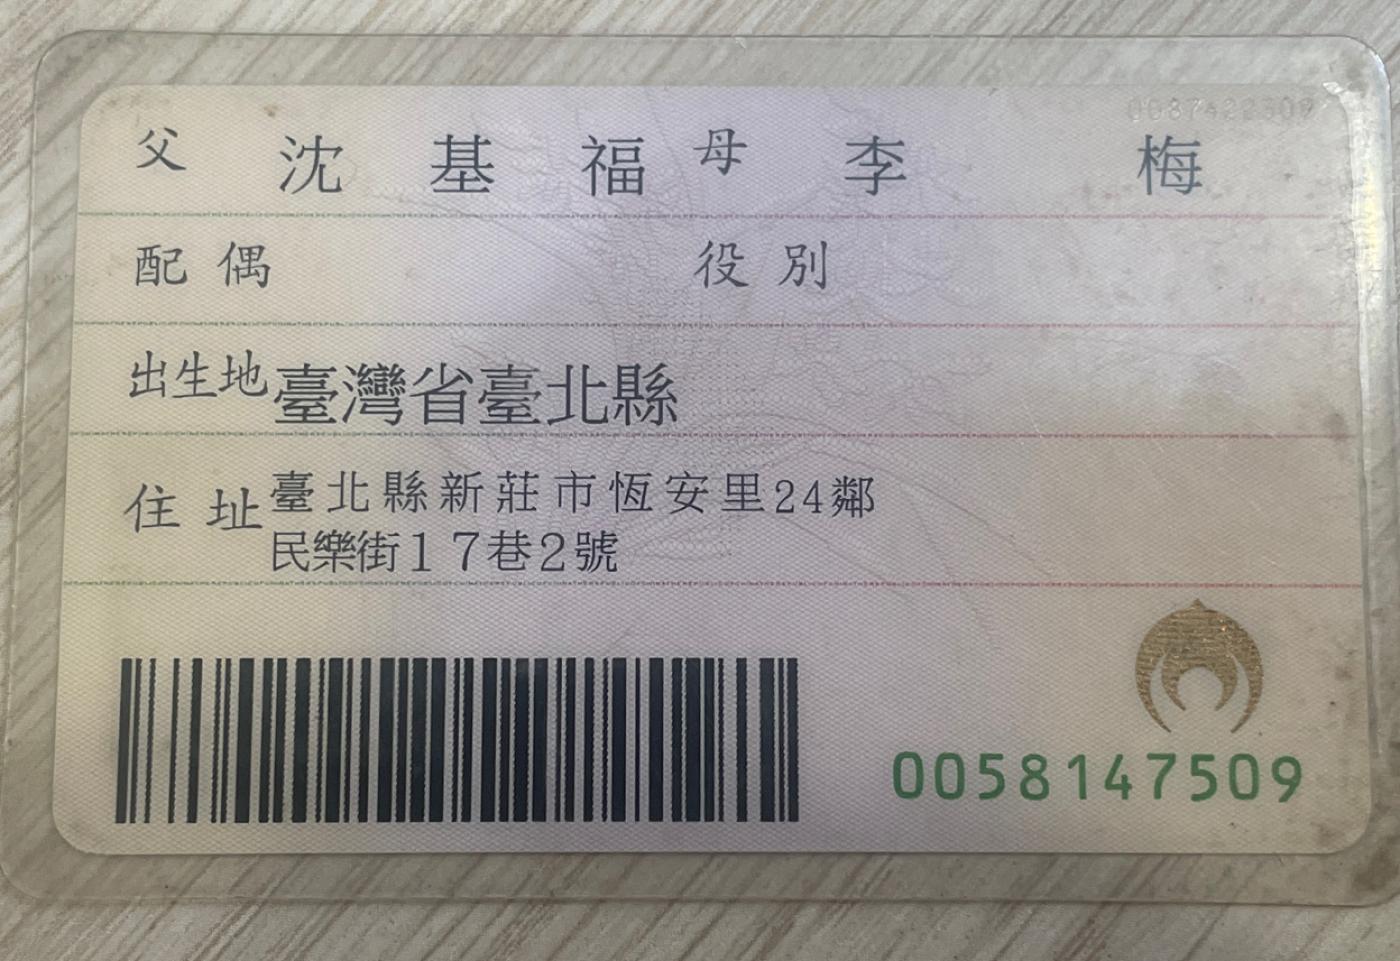 父 沈基福 母 李梅
配偶 役別
出生地 臺灣省臺北縣
住址 臺北縣新莊市恆安里24鄰
民樂街17巷2號
0058147509